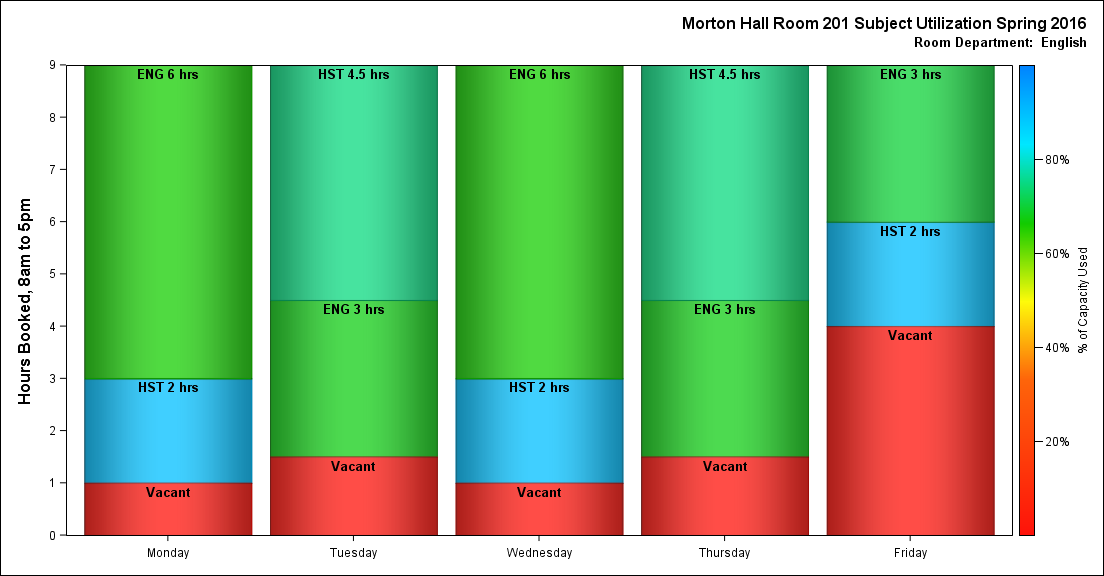 Morton Hall Room 201 Subject Utilization Spring 2016
Room Department: English
Hours Booked, 8am to 5pm
9
8
7
6
5
4
3
2
1
0
ENG 6 hrs
HST 2 hrs
Vacant
HST 4.5 hrs
ENG 3 hrs
Vacant
ENG 6 hrs
HST 2 hrs
Vacant
HST 4.5 hrs
ENG 3 hrs
Vacant
ENG 3 hrs
HST 2 hrs
Vacant
Monday
Tuesday
Wednesday
Thursday
Friday
80%
60%
40%
20%
% of Capacity Used